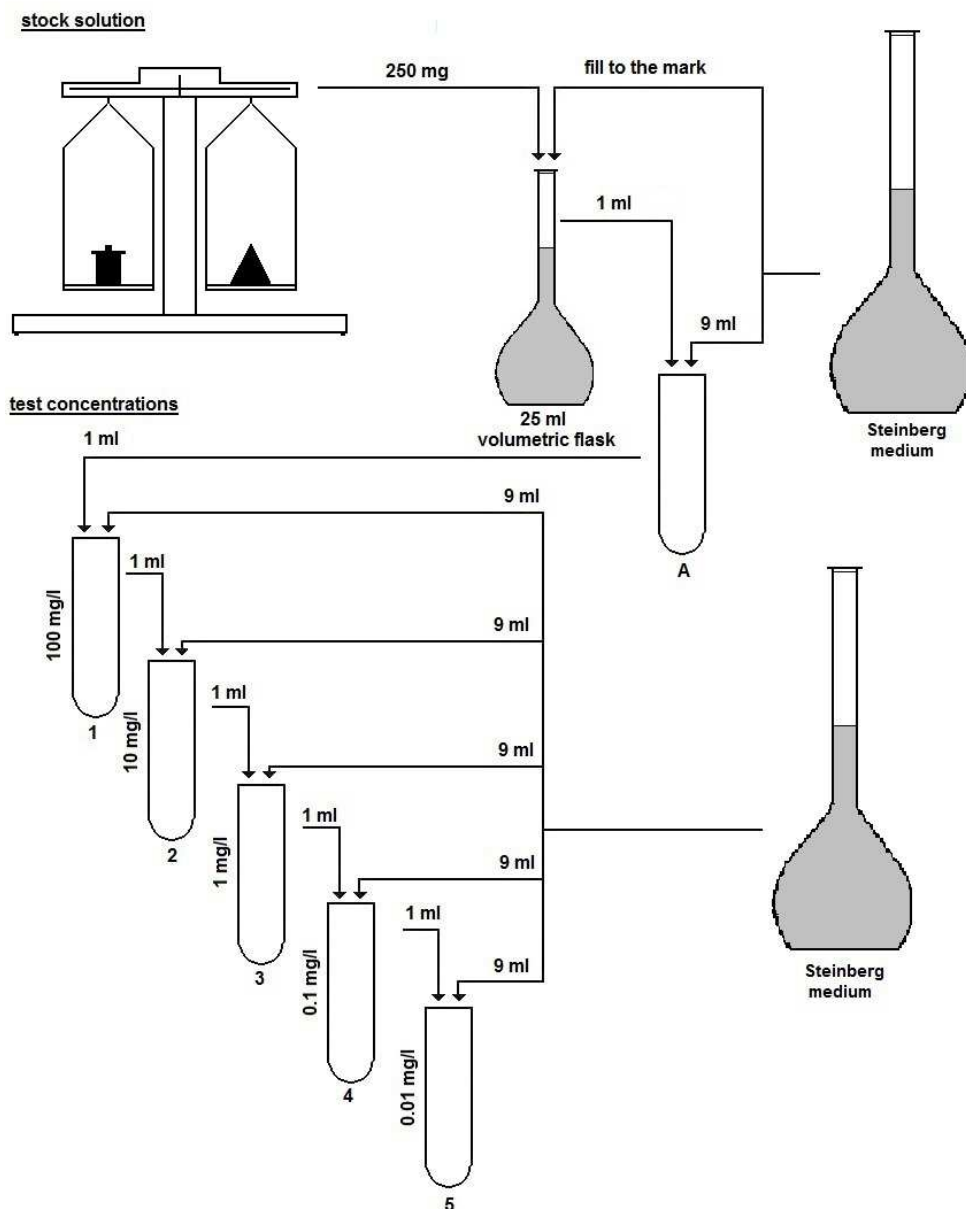 stock solution
250 mg
fill to the mark
1 ml
9 ml
25 ml
volumetric flask
Steinberg
medium
A
test concentrations
1 ml
9 ml
100 mg/l
1
1 ml
9 ml
10 mg/l
2
1 ml
9 ml
1 mg/l
3
1 ml
9 ml
0.1 mg/l
4
1 ml
9 ml
0.01 mg/l
5
Steinberg
medium